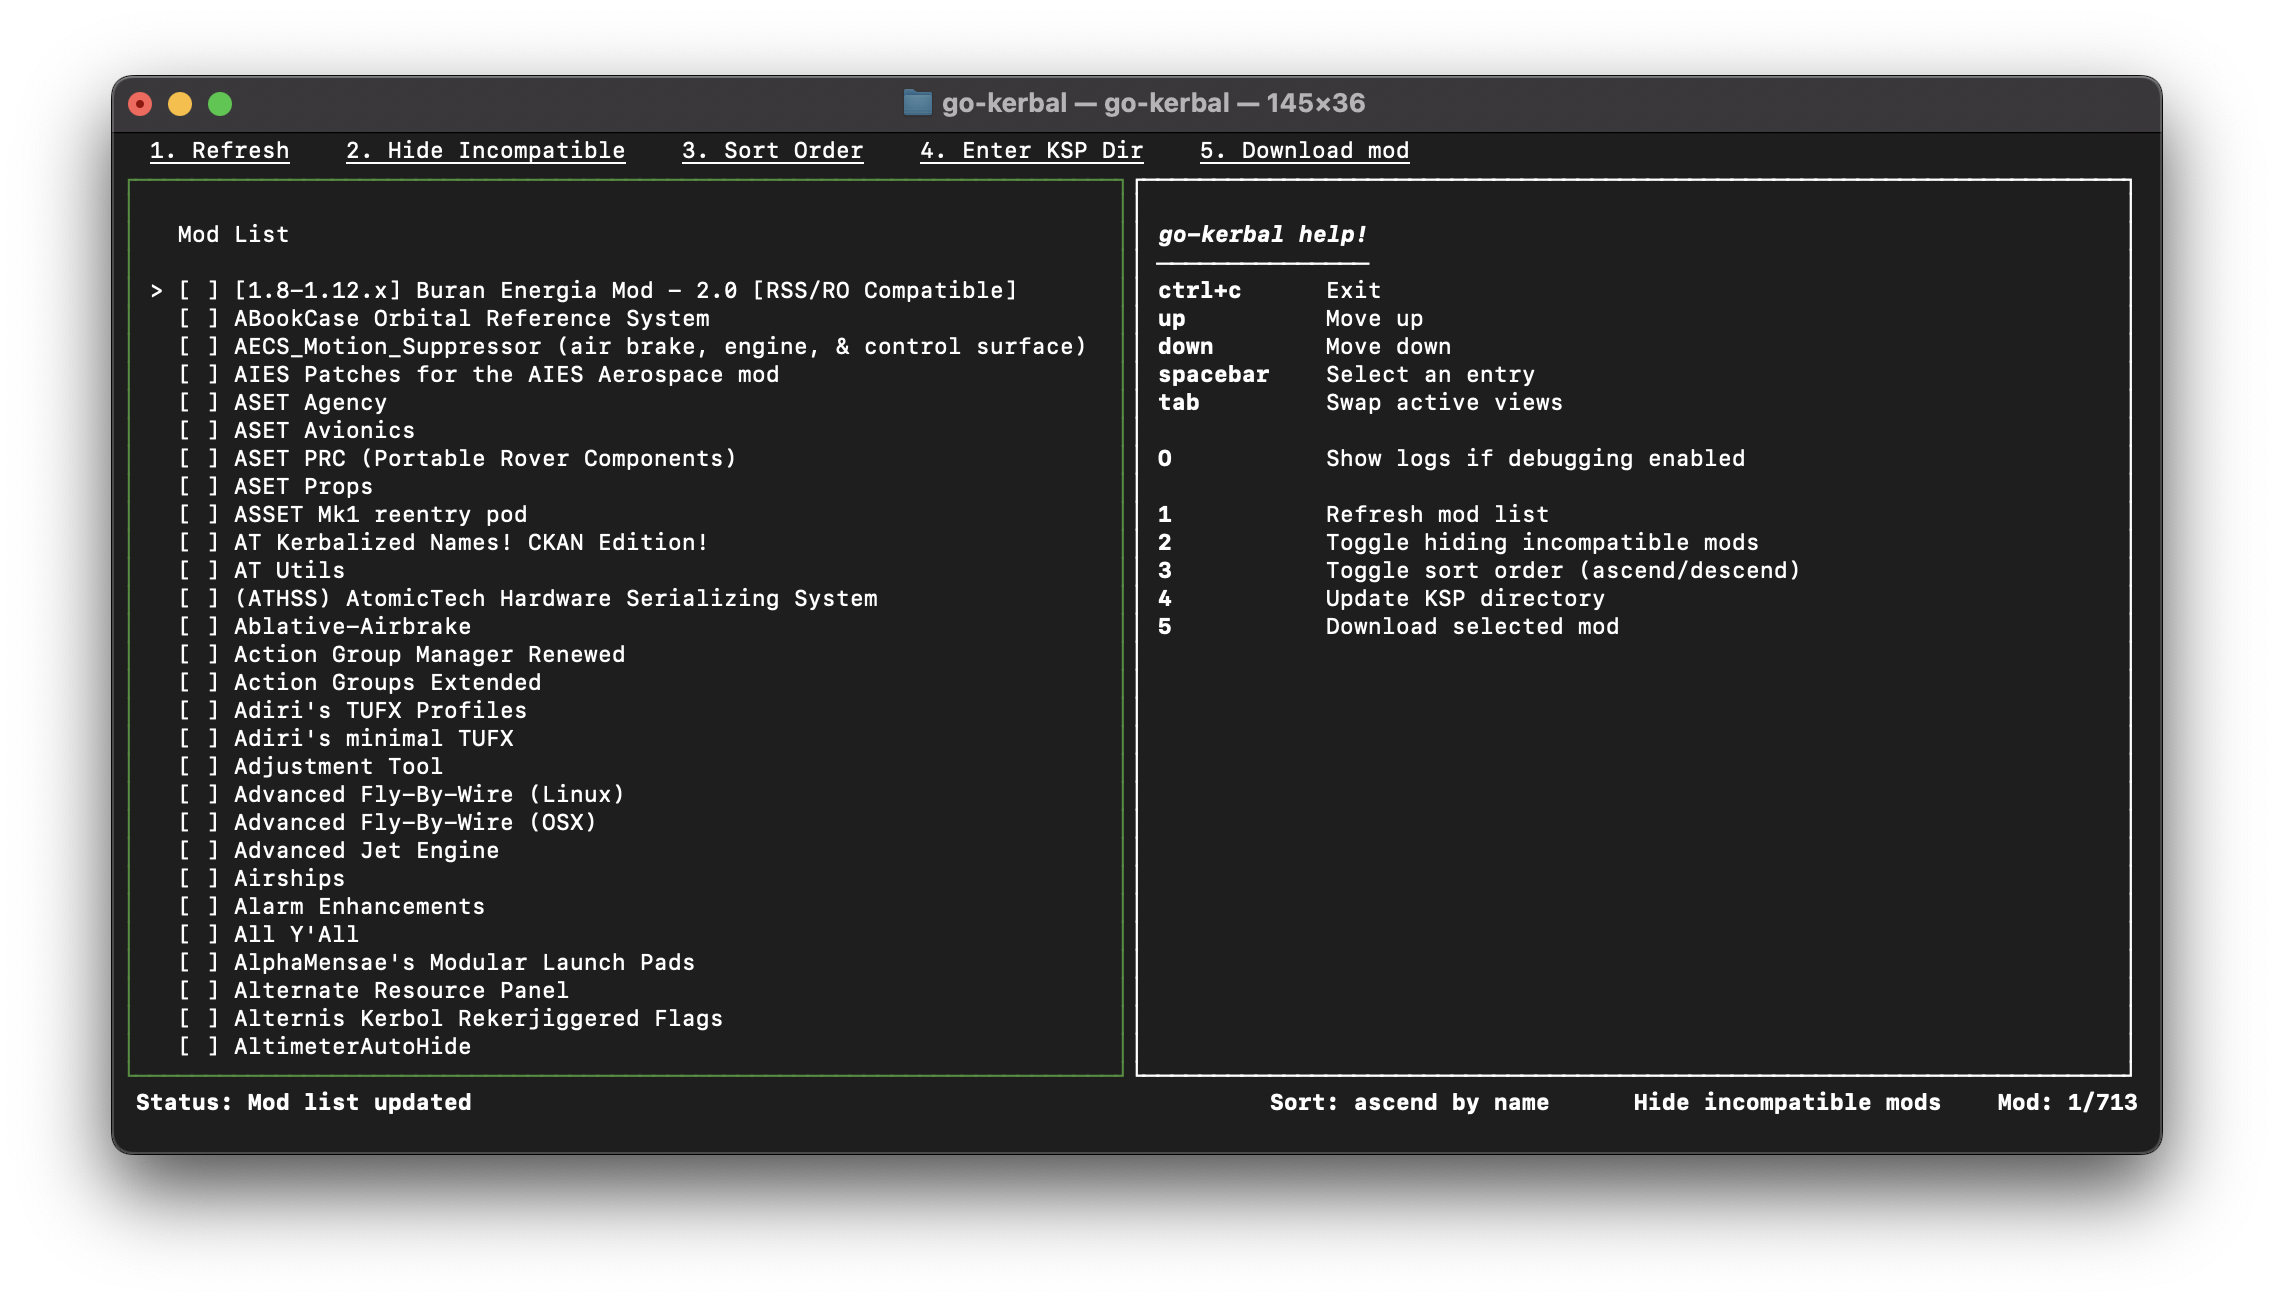 go-kerbal — go-kerbal — 145×36
1. Refresh 2. Hide Incompatible 3. Sort Order 4. Enter KSP Dir 5. Download mod
Mod List
> [ ] [1.8-1.12.x] Buran Energia Mod - 2.0 [RSS/RO Compatible]
[ ] ABookCase Orbital Reference System
[ ] AECS_Motion_Suppressor (air brake, engine, & control surface)
[ ] AIES Patches for the AIES Aerospace mod
[ ] ASET Agency
[ ] ASET Avionics
[ ] ASET PRC (Portable Rover Components)
[ ] ASET Props
[ ] ASSET Mk1 reentry pod
[ ] AT Kerbalized Names! CKAN Edition!
[ ] AT Utils
[ ] (ATHSS) AtomicTech Hardware Serializing System
[ ] Ablative-Airbrake
[ ] Action Group Manager Renewed
[ ] Action Groups Extended
[ ] Adiri's TUFX Profiles
[ ] Adiri's minimal TUFX
[ ] Adjustment Tool
[ ] Advanced Fly-By-Wire (Linux)
[ ] Advanced Fly-By-Wire (OSX)
[ ] Advanced Jet Engine
[ ] Airships
[ ] Alarm Enhancements
[ ] All Y'All
[ ] AlphaMensae's Modular Launch Pads
[ ] Alternate Resource Panel
[ ] Alternis Kerbol Rekerjiggered Flags
[ ] AltimeterAutoHide
go-kerbal help!
ctrl+c Exit
up Move up
down Move down
spacebar Select an entry
tab Swap active views
O Show logs if debugging enabled
1 Refresh mod list
2 Toggle hiding incompatible mods
3 Toggle sort order (ascend/descend)
4 Update KSP directory
5 Download selected mod
Status: Mod list updated Sort: ascend by name Hide incompatible mods Mod: 1/713